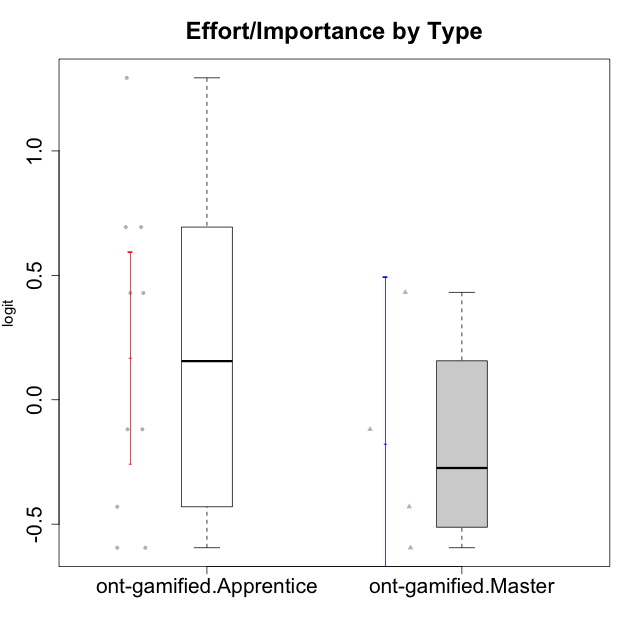 Effort/Importance by Type
logit
1.0
0.5
0.0
-0.5
ont-gamified.Apprentice
ont-gamified.Master